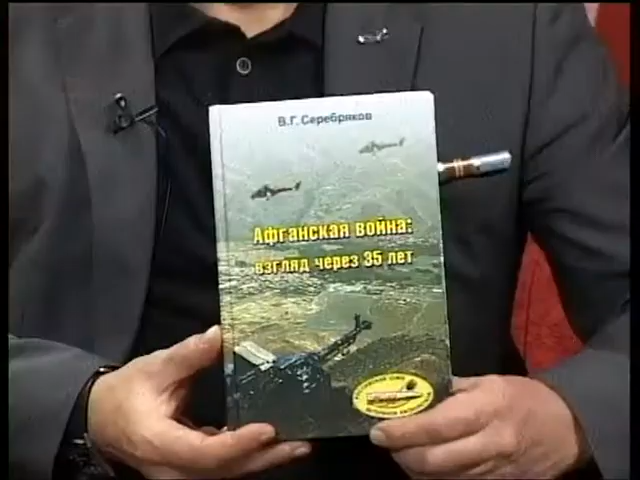 В.Г. Серебряков
Афганская война:
взгляд через 35 лет